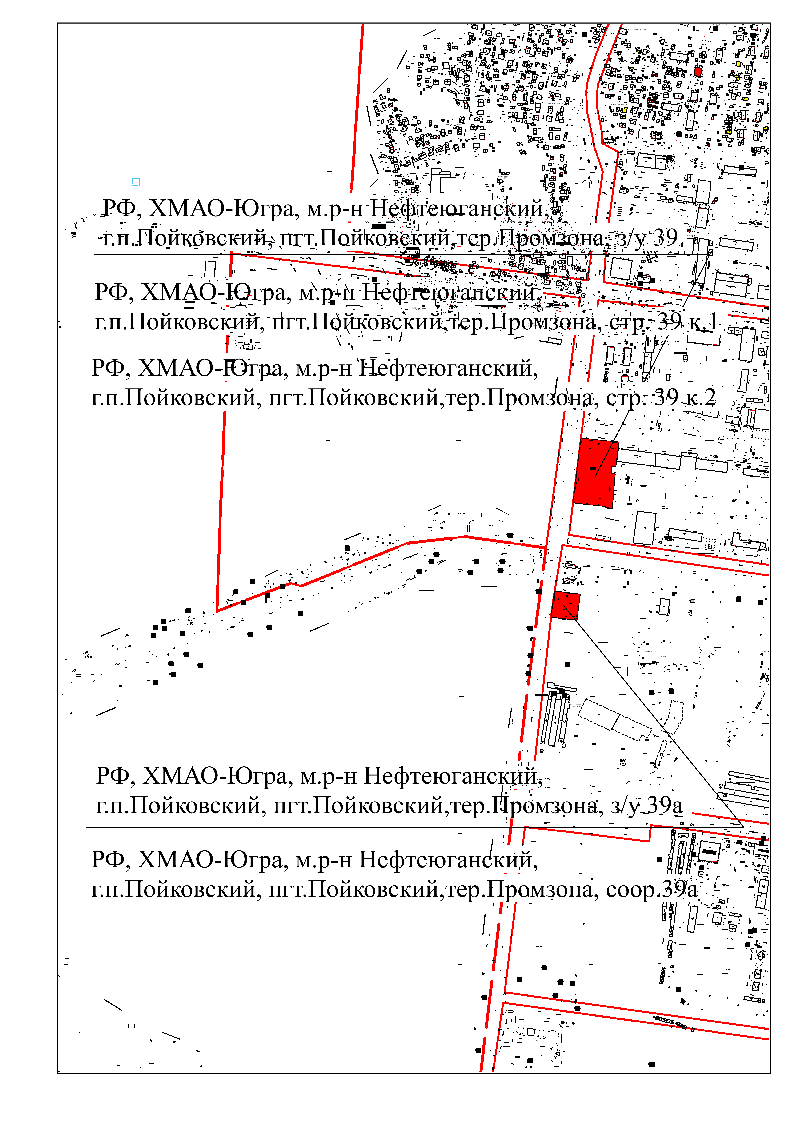 РФ, ХМАО-Югра, м.р-н Нефтеюганский,
г.п.Пойковский, пгт.Пойковский,тер.Промзона, з/у 39
РФ, ХМАО-Югра, м.р-н Нефтеюганский,
г.п.Пойковский, пгт.Пойковский,тер.Промзона, стр. 39 к.1
РФ, ХМАО-Югра, м.р-н Нефтеюганский,
г.п.Пойковский, пгт.Пойковский,тер.Промзона, стр. 39 к.2
РФ, ХМАО-Югра, м.р-н Нефтеюганский,
г.п.Пойковский, пгт.Пойковский,тер.Промзона, з/у 39а
РФ, ХМАО-Югра, м.р-н Нефтеюганский,
г.п.Пойковский, пгт.Пойковский,тер.Промзона, соор.39а